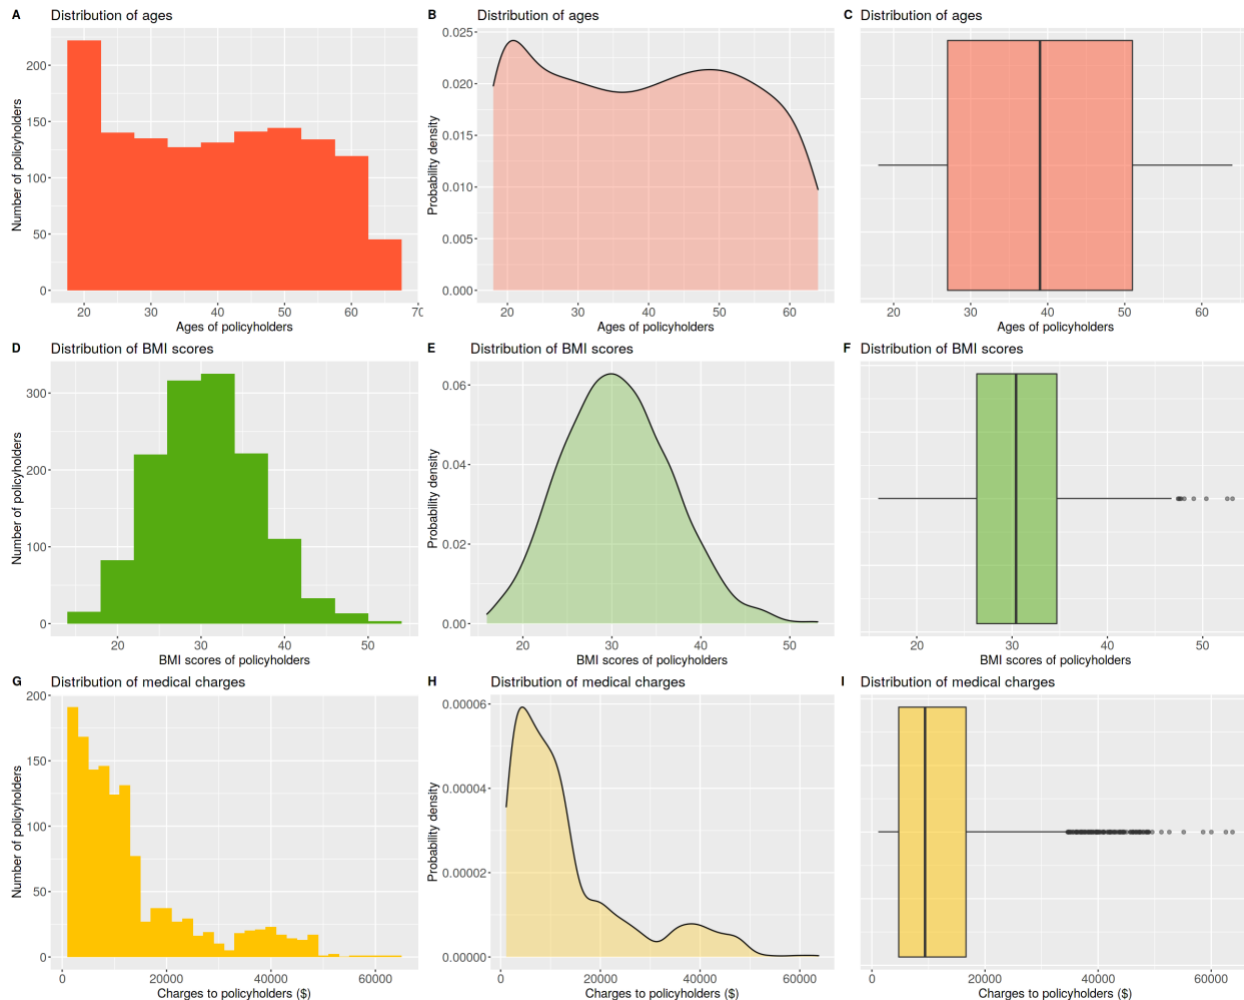 A Distribution of ages
Number of policyholders
200
150
100
50
0
20 30 40 50 60 70
Ages of policyholders
B Distribution of ages
Probability density
0.025
0.020
0.015
0.010
0.005
0.000
20 30 40 50 60
Ages of policyholders
C Distribution of ages
20 30 40 50 60
Ages of policyholders
D Distribution of BMI scores
Number of policyholders
300
200
100
0
20 30 40 50
BMI scores of policyholders
E Distribution of BMI scores
Probability density
0.06
0.04
0.02
0.00
20 30 40 50
BMI scores of policyholders
F Distribution of BMI scores
20 30 40 50
BMI scores of policyholders
G Distribution of medical charges
Number of policyholders
200
150
100
50
0
0 20000 40000 60000
Charges to policyholders ($)
H Distribution of medical charges
Probability density
0.00006
0.00004
0.00002
0.00000
0 20000 40000 60000
Charges to policyholders ($)
I Distribution of medical charges
0 20000 40000 60000
Charges to policyholders ($)